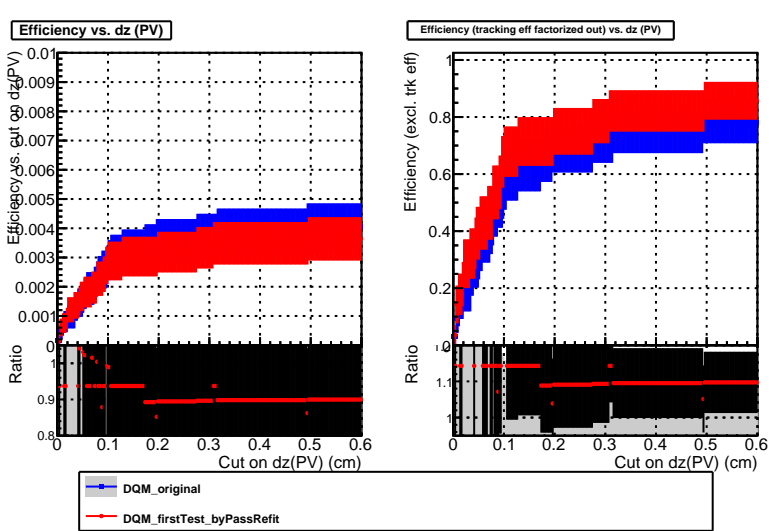 Efficiency vs. dz (PV)
Efficiency vs. cut on dz(PV)
0.01
0.009
0.008
0.007
0.006
0.005
0.004
0.003
0.002
0.001
0
Ratio
1
0.9
0.8
0 0.1 0.2 0.3 0.4 0.5 0.6
Cut on dz(PV) (cm)
Efficiency (tracking eff factorized out) vs. dz (PV)
Efficiency (excl. trk eff)
1
0.8
0.6
0.4
0.2
0
Ratio
1.1
1
0 0.1 0.2 0.3 0.4 0.5 0.6
Cut on dz(PV) (cm)
DQM_original
DQM_firstTest_byPassRefit